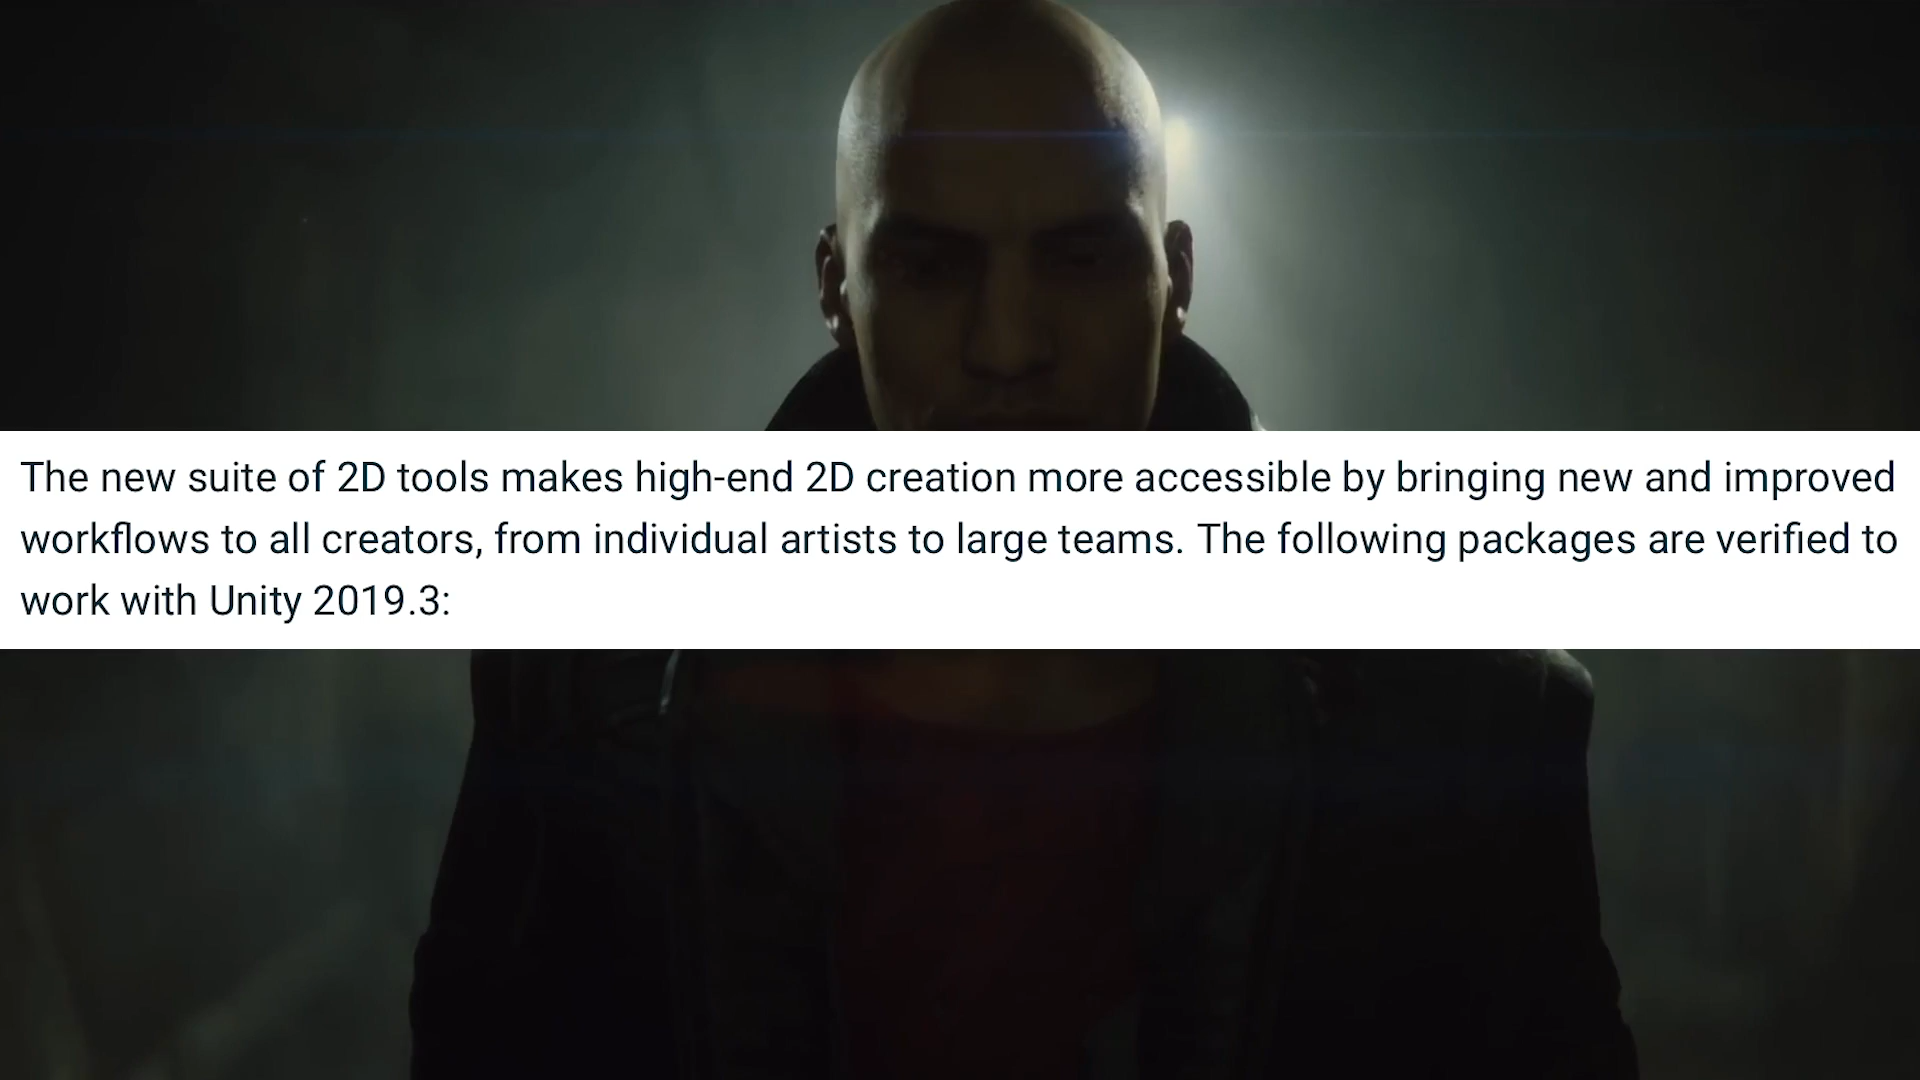 The new suite of 2D tools makes high-end 2D creation more accessible by bringing new and improved
workflows to all creators, from individual artists to large teams. The following packages are verified to
work with Unity 2019.3: